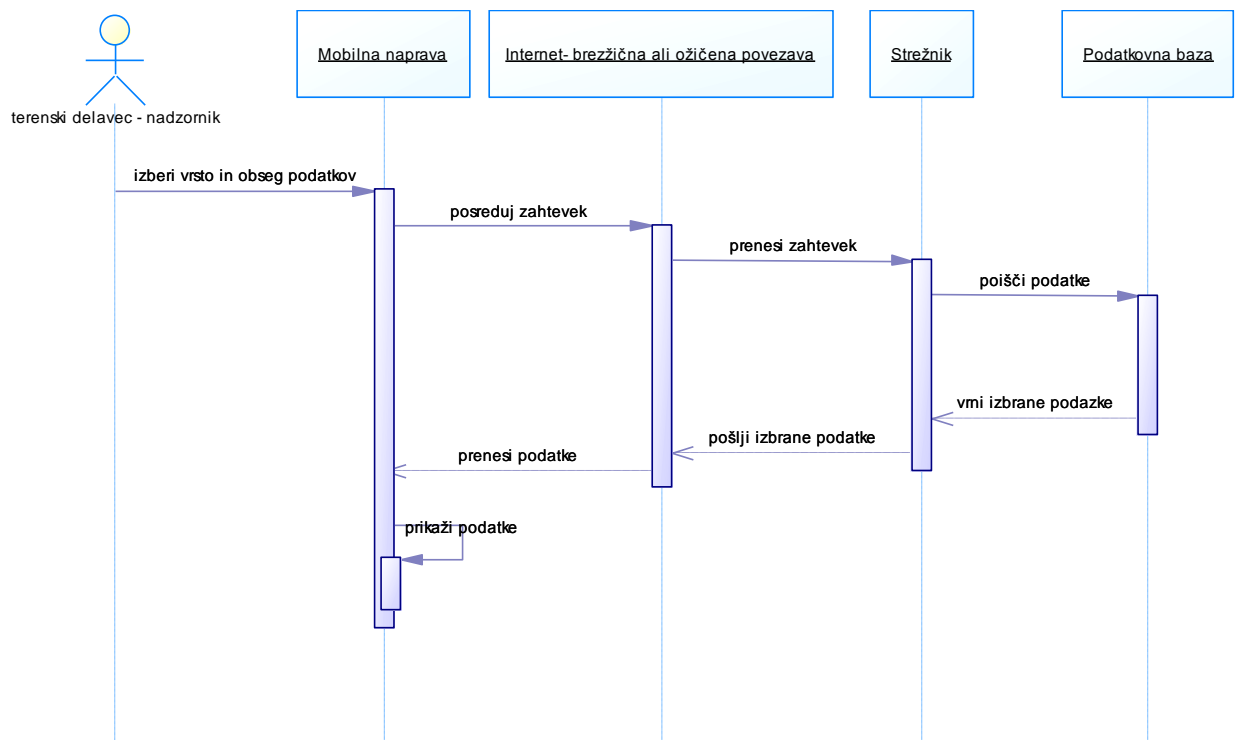 Mobilna naprava
Internet- brezžična ali ožičena povezava
Strežnik
Podatkovna baza
terenski delavec - nadzornik
izberi vrsto in obseg podatkov
posreduj zahtevek
prenesi zahtevek
poišči podatke
vrni izbrane podazke
pošlji izbrane podatke
prenesi podatke
prikaži podatke